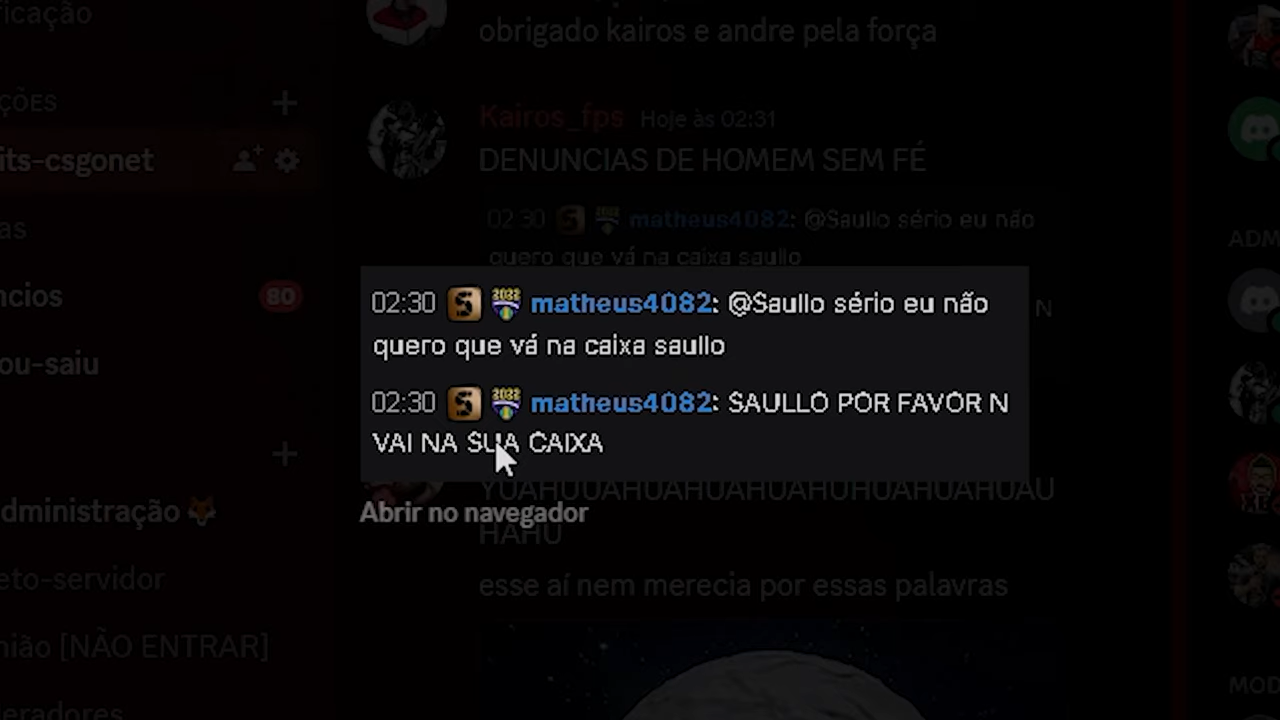 ficação
obrigado kairos e andre pela força
ÇÕES
+
Kairos_fps Hoje às 02:31
its-csgonet
DENUNCIAS DE HOMEM SEM FÉ
as
02:30 S 2022 matheus4082: @Saullo sério eu não
quero que vá na caixa saullo
ADM
ncios
80
02:30 S 2022 matheus4082: @Saullo sério eu não
N
quero que vá na caixa saullo
ou-saiu
02:30 S 2022 matheus4082: SAULLO POR FAVOR N
VAI NA SUA CAIXA
+
YUAHUUAHUAHUAHUAHUHUAHUAHUAU
dministração
Abrir no navegador
HAHU
eto-servidor
esse aí nem merecia por essas palavras
nião [NÃO ENTRAR]
MOD
eradores